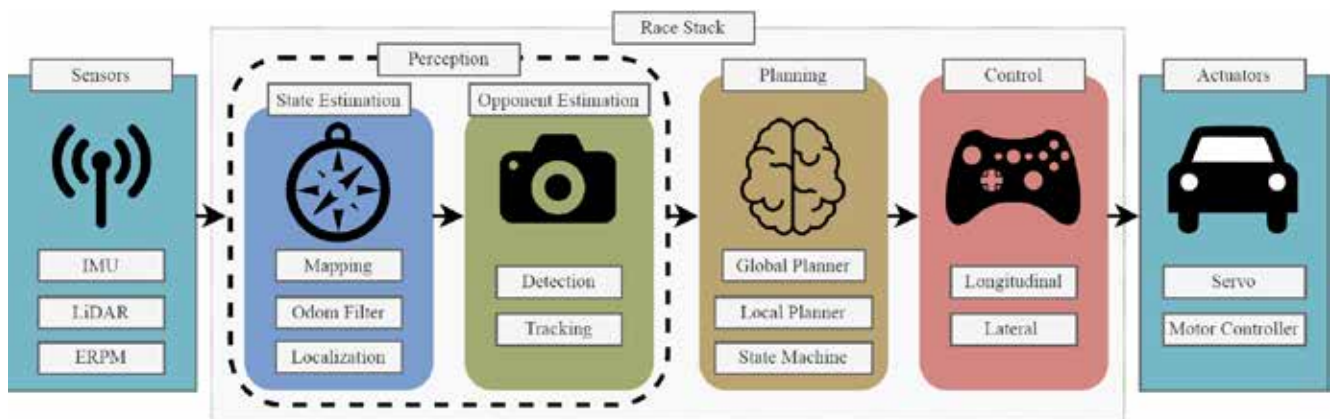 Race Stack
Perception
Sensors
State Estimation
Opponent Estimation
Planning
Control
Actuators
IMU
LiDAR
ERPM
Mapping
Odom Filter
Localization
Detection
Tracking
Global Planner
Local Planner
State Machine
Longitudinal
Lateral
Servo
Motor Controller